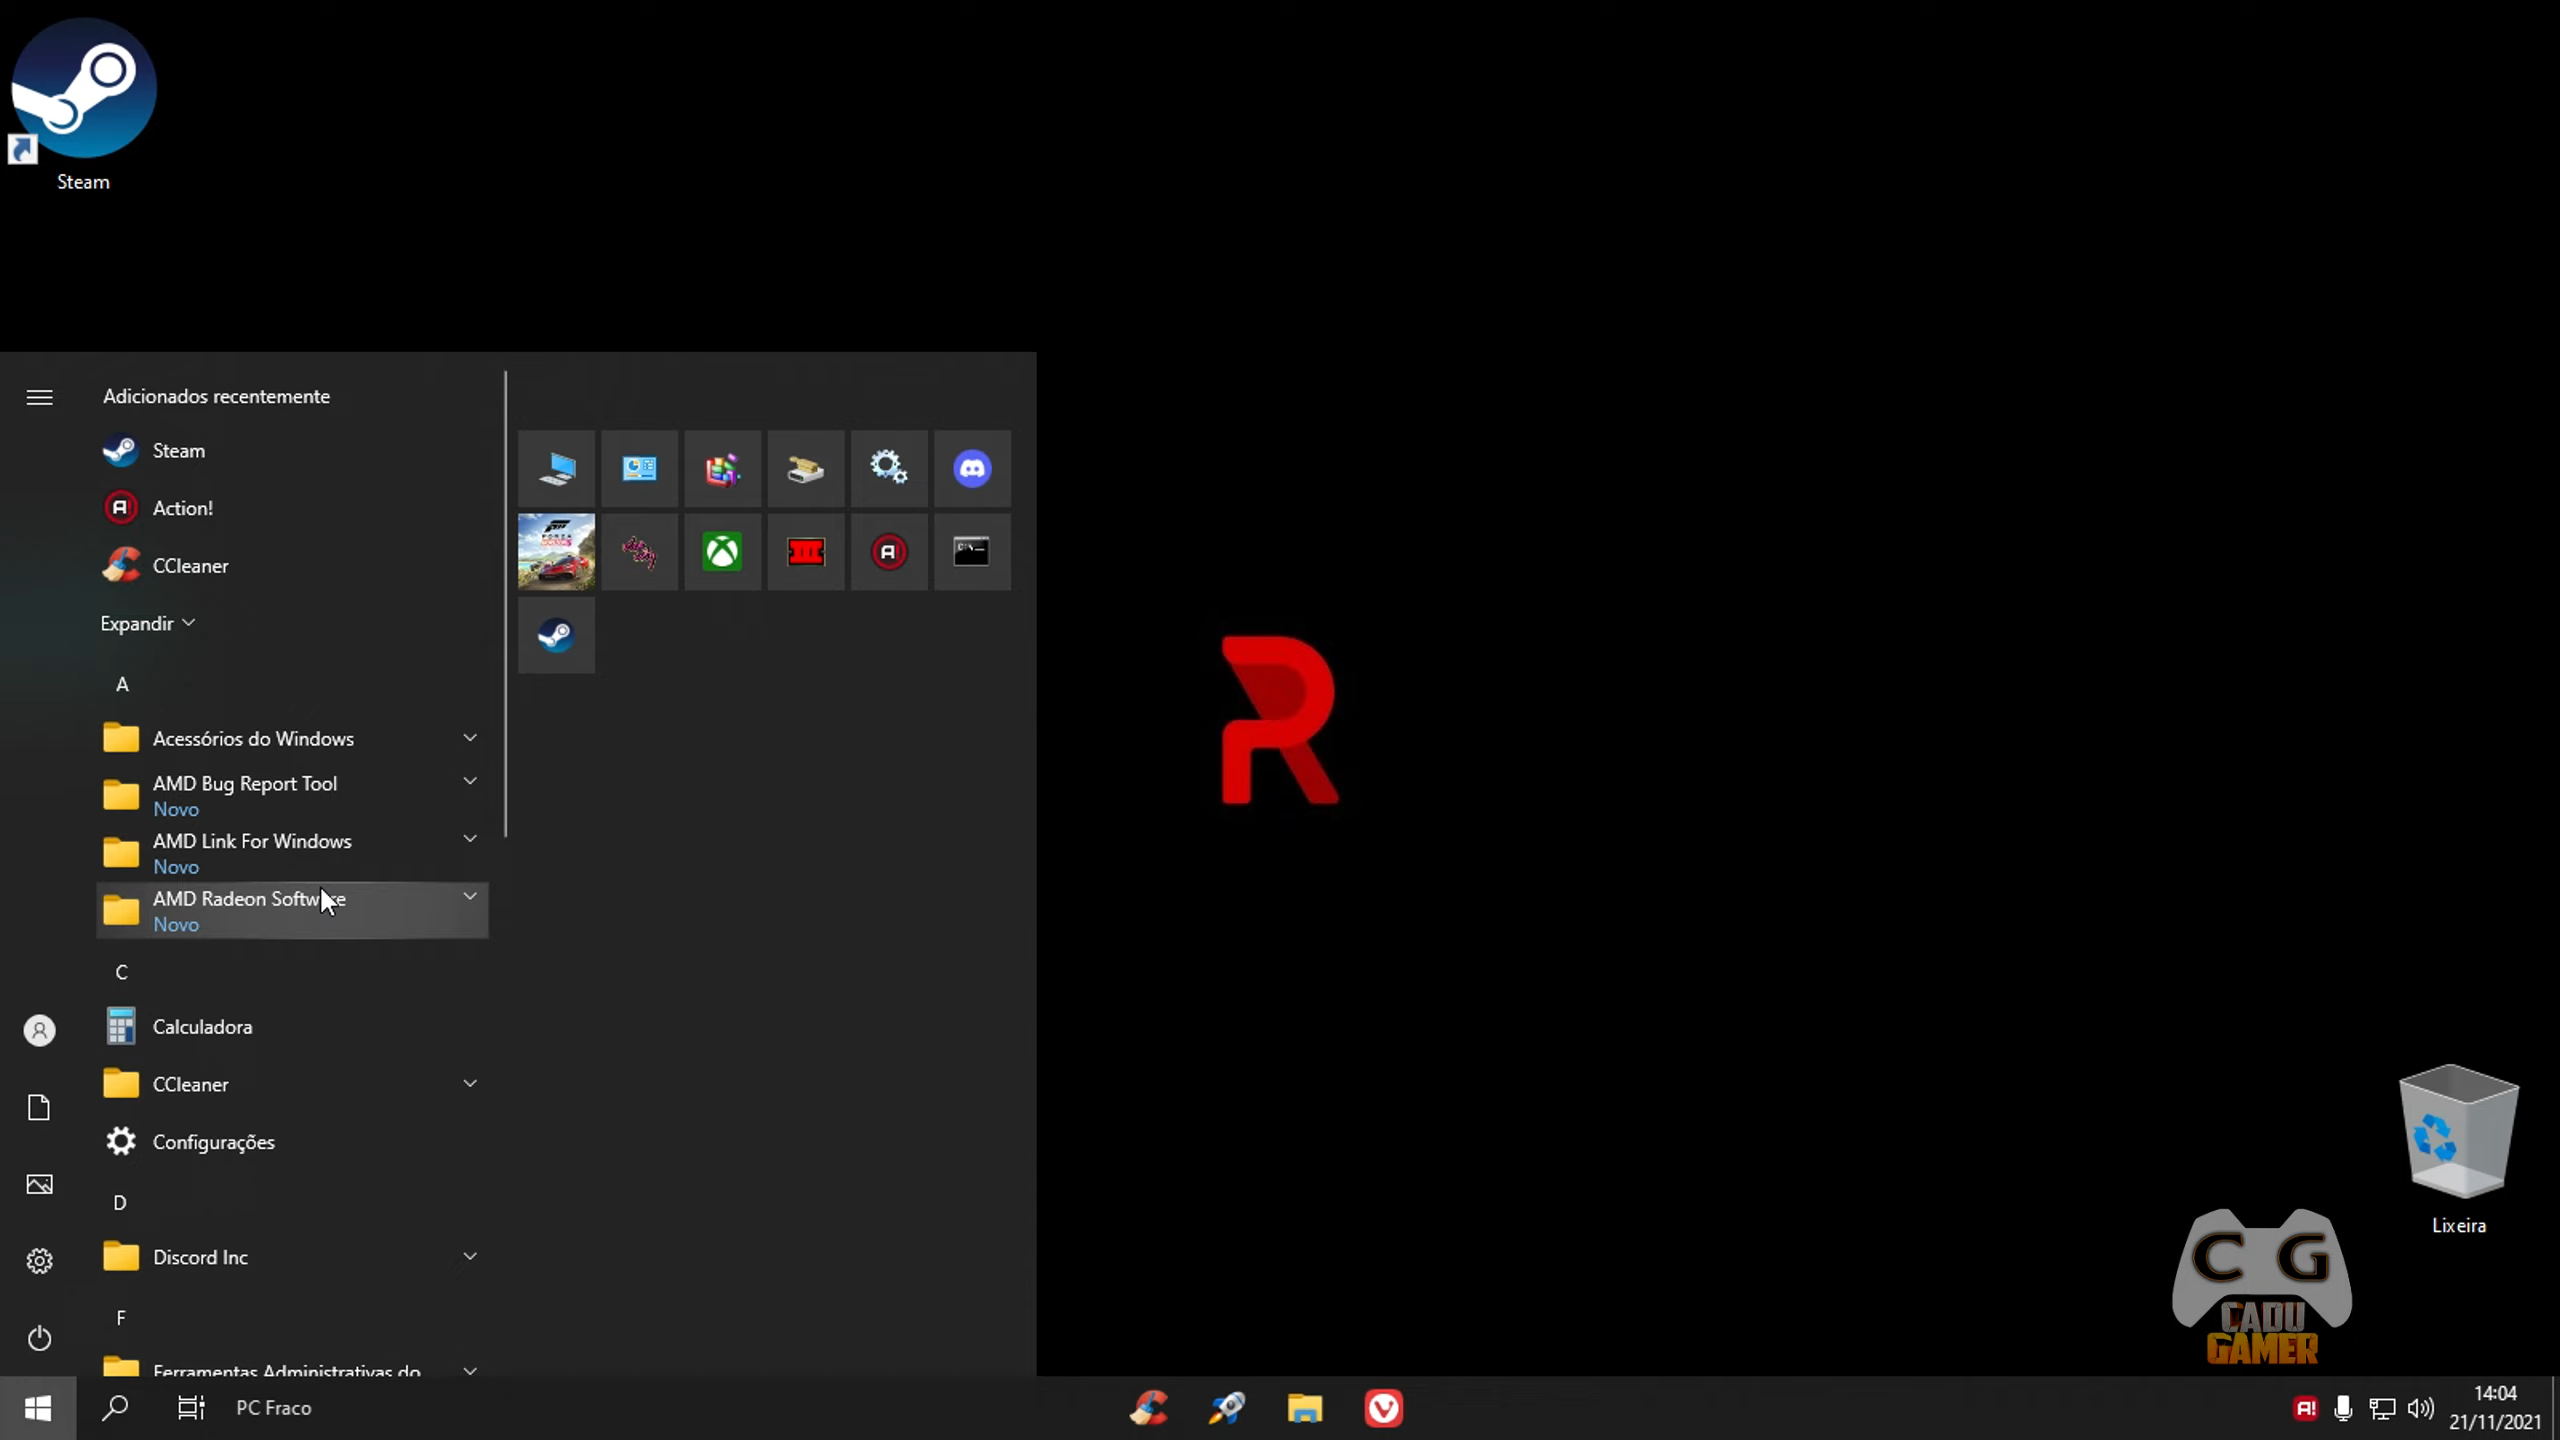 Steam
Adicionados recentemente
Steam
Action!
CCleaner
Expandir
A
Acessórios do Windows
AMD Bug Report Tool
Novo
AMD Link For Windows
Novo
AMD Radeon Software
Novo
C
Calculadora
CCleaner
Configurações
D
Discord Inc
F
Ferramentas Administrativas do
Lixeira
C G
CADU
GAMER
PC Fraco
14:04
21/11/2021